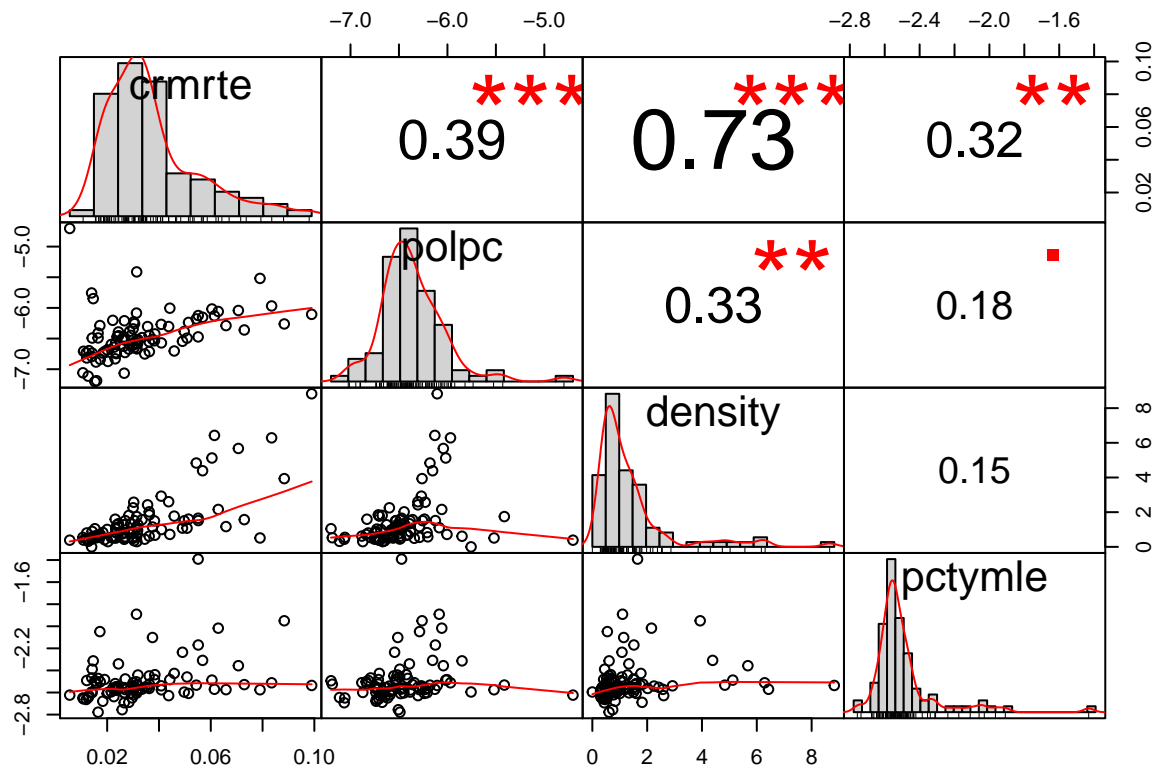 −7.0 −6.0 −5.0 −2.8 −2.4 −2.0 −1.6
crmrte 0.39 *** 0.73 *** 0.32 **
0.02 0.06 0.10
−7.0 −6.0 −5.0
polpc 0.33 ** 0.18
density 0.15
0 2 4 6 8
−2.8 −2.2 −1.6
pctymle
0.02 0.06 0.10 0 2 4 6 8